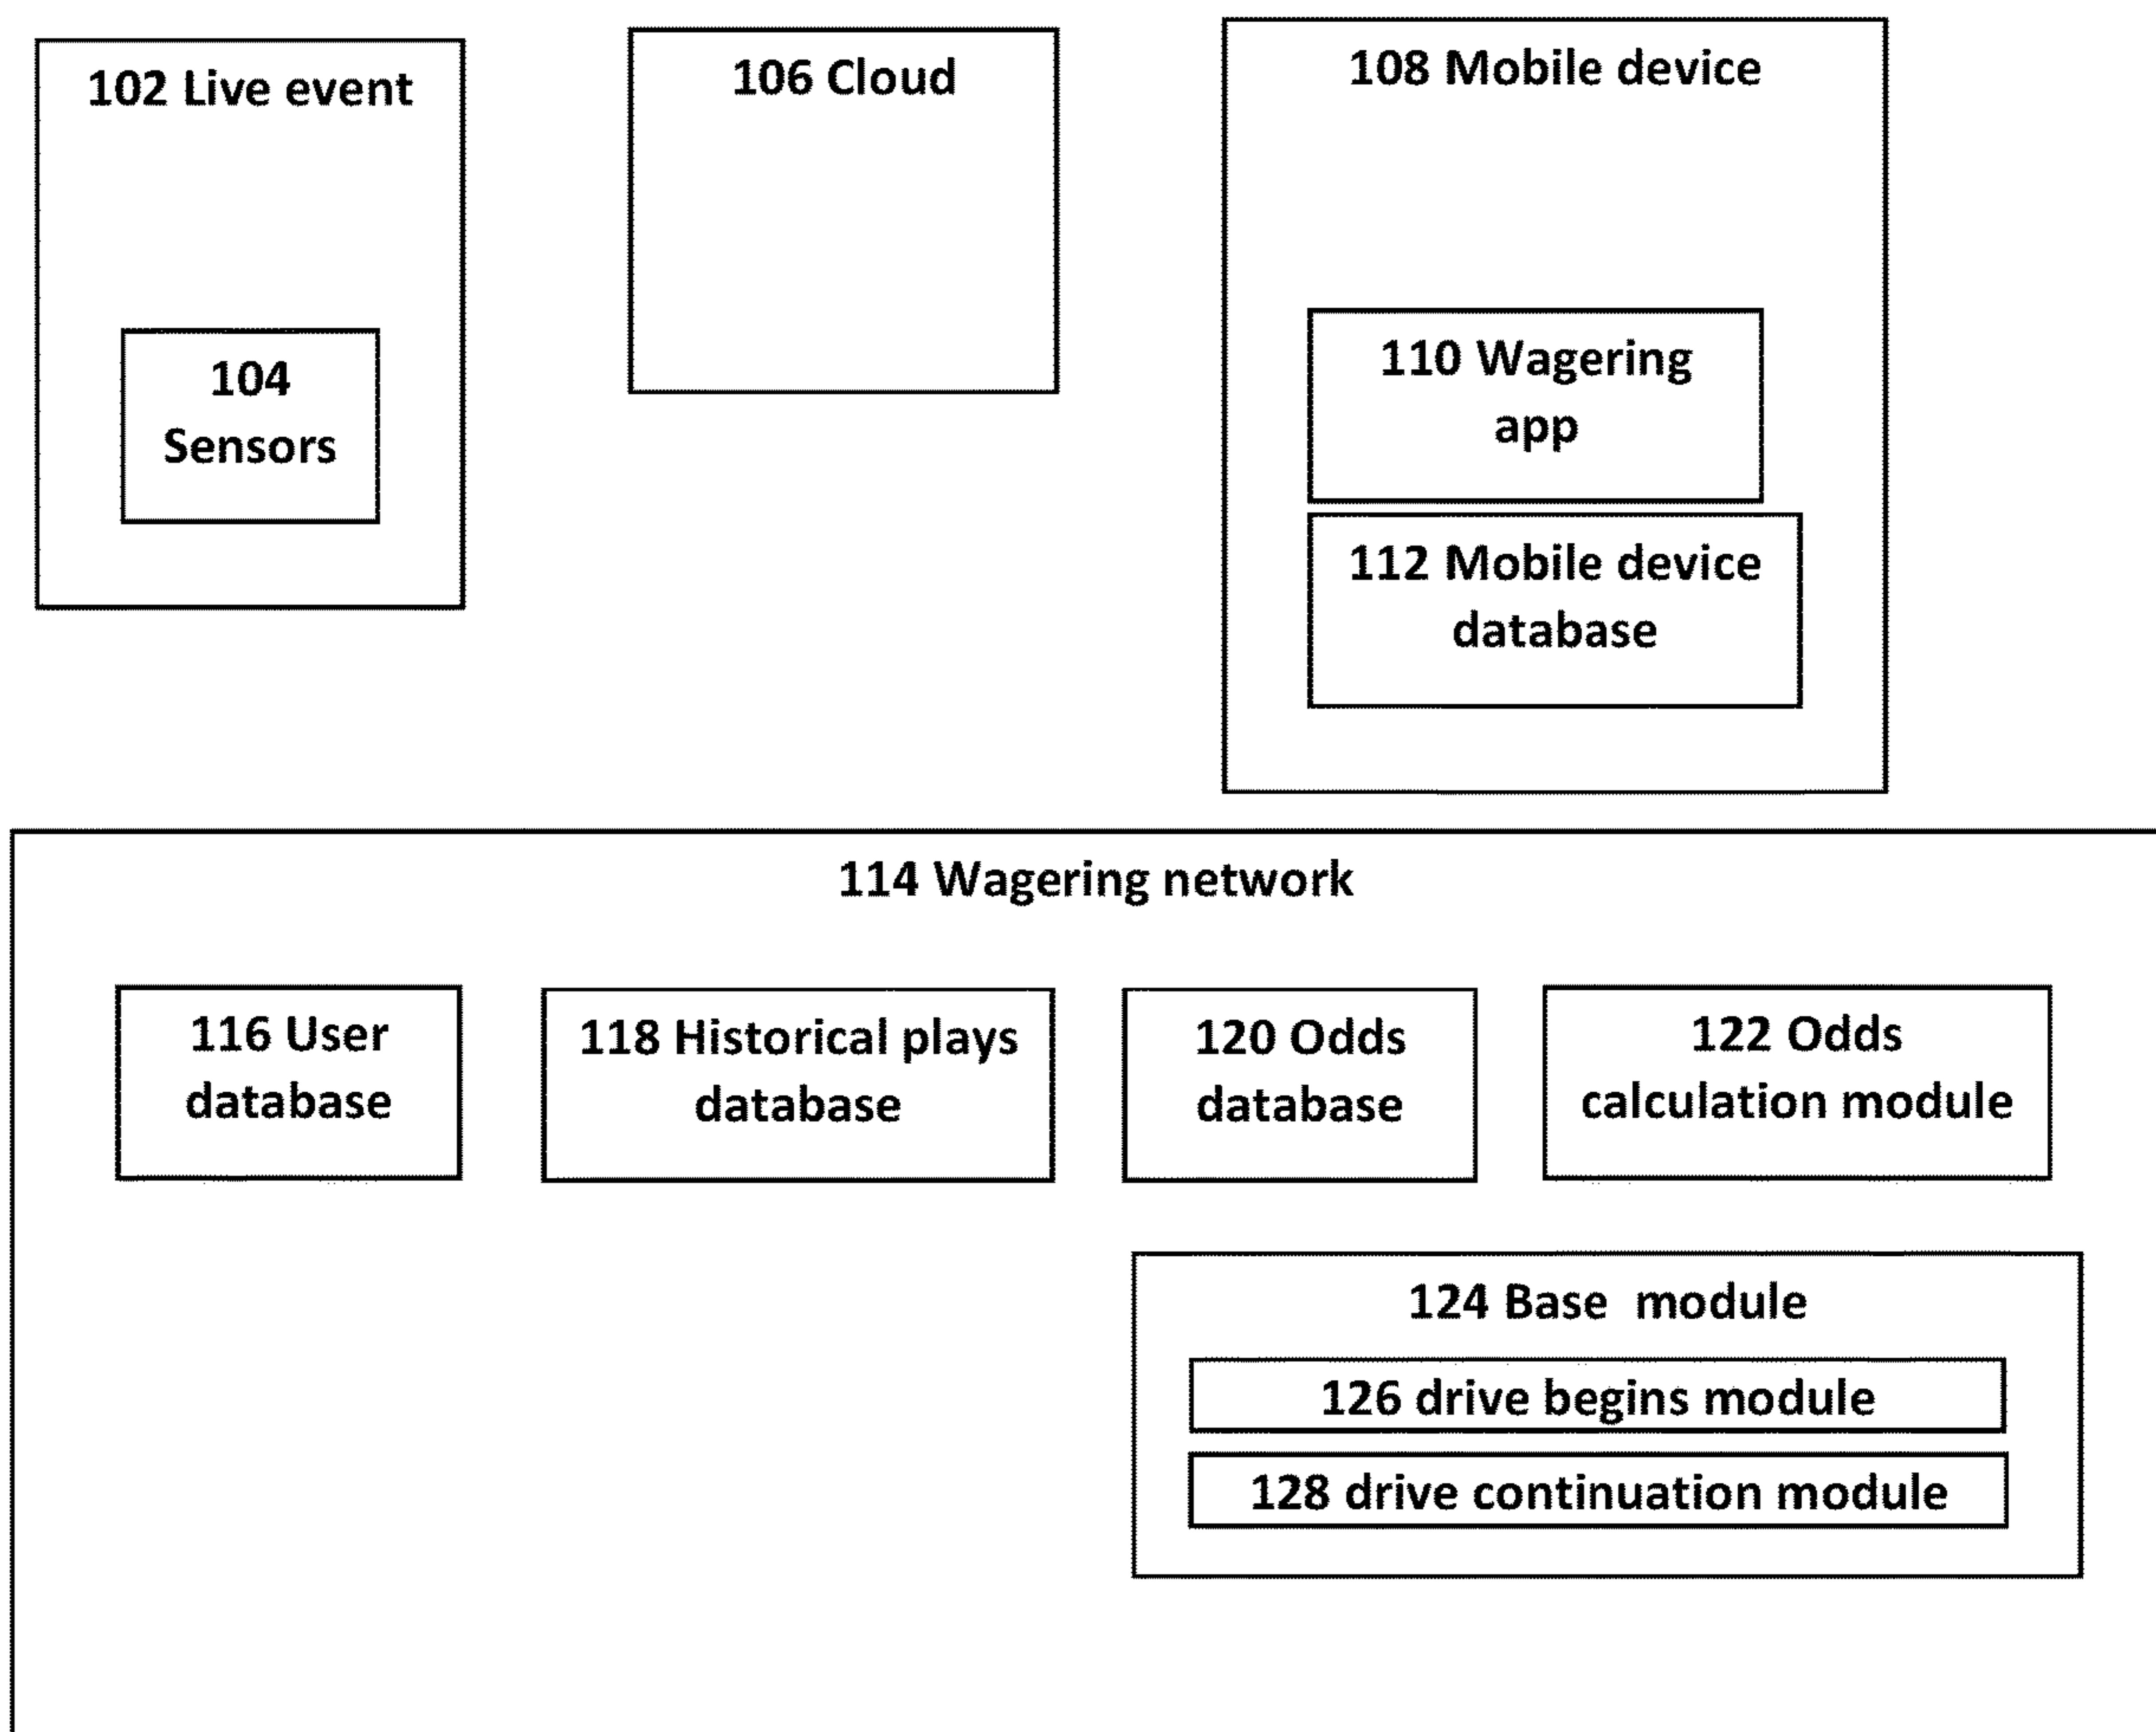 102 Live event
104
Sensors
106 Cloud
108 Mobile device
110 Wagering
app
112 Mobile device
database
114 Wagering network
116 User
database
118 Historical plays
database
120 Odds
database
122 Odds
calculation module
124 Base  module
126 drive begins module
128 drive continuation module